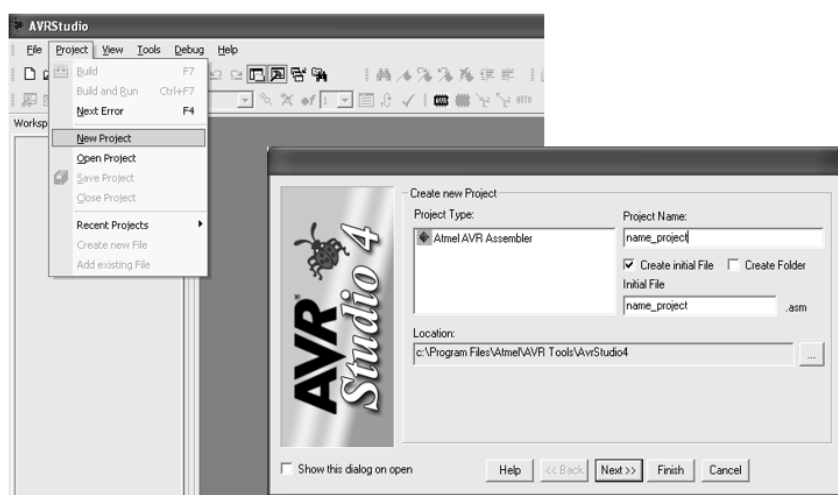 AVRStudio
File Project View Tools Debug Help
Build F7
Build and Run Ctrl+F7
Next Error F4
Worksp
New Project
Open Project
Save Project
Close Project
Recent Projects
Create new File
Add existing File
AVR Studio 4
Create new Project
Project Type:
Project Name:
Atmel AVR Assembler
name_project
Create initial File Create Folder
Initial File
name_project .asm
Location:
c:\Program Files\Atmel\AVR Tools\AvrStudio4
...
Show this dialog on open
Help << Back Next >> Finish Cancel